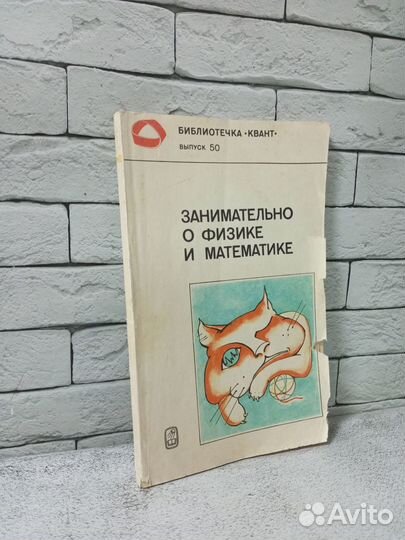 БИБЛИОТЕЧКА •КВАНТ•
ВЫПУСК 50
ЗАНИМАТЕЛЬНО
О ФИЗИКЕ
И МАТЕМАТИКЕ
Avito